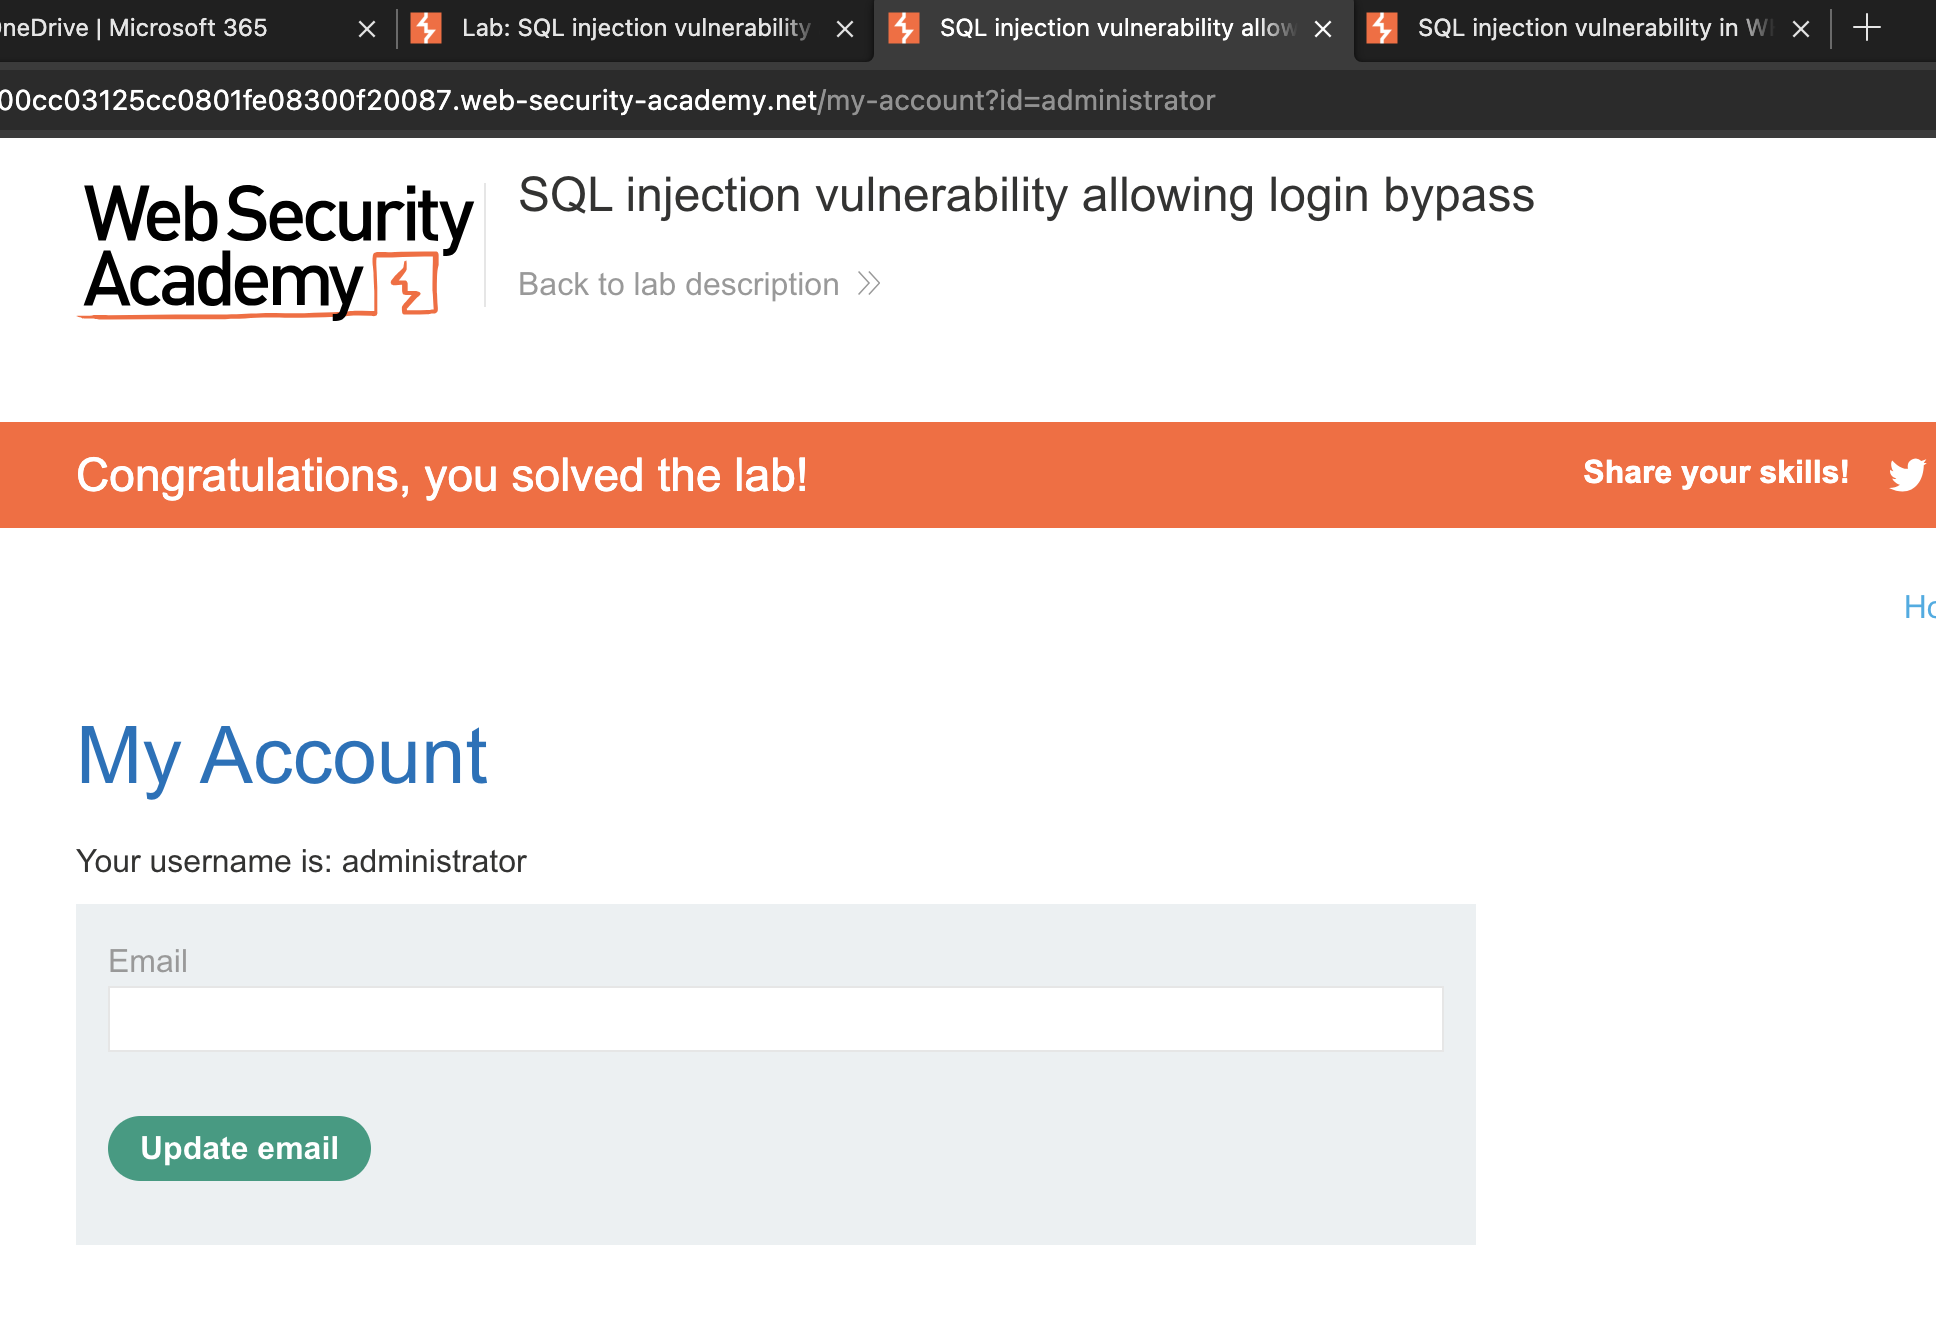 neDrive | Microsoft 365
Lab: SQL injection vulnerability
SQL injection vulnerability allow
SQL injection vulnerability in W
00cc03125cc0801fe08300f20087.web-security-academy.net/my-account?id=administrator
Web Security
Academy
SQL injection vulnerability allowing login bypass
Back to lab description
Congratulations, you solved the lab!
Share your skills!
Ho
My Account
Your username is: administrator
Email
Update email